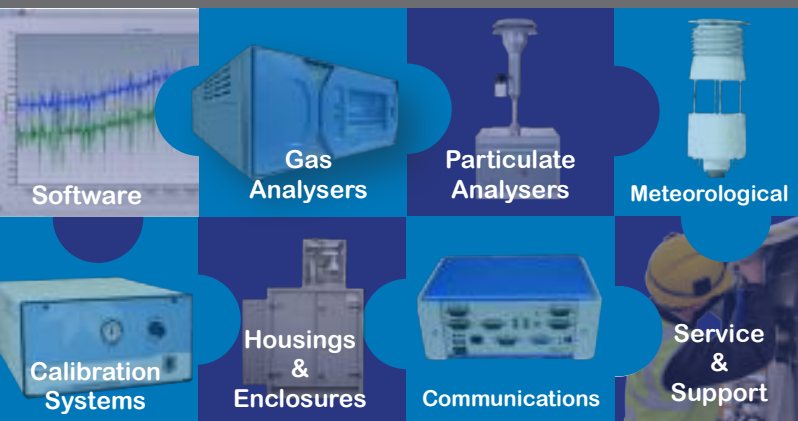 Software
Gas
Analysers
Particulate
Analysers
Meteorological
Calibration
Systems
Housings
&
Enclosures
Communications
Service
&
Support